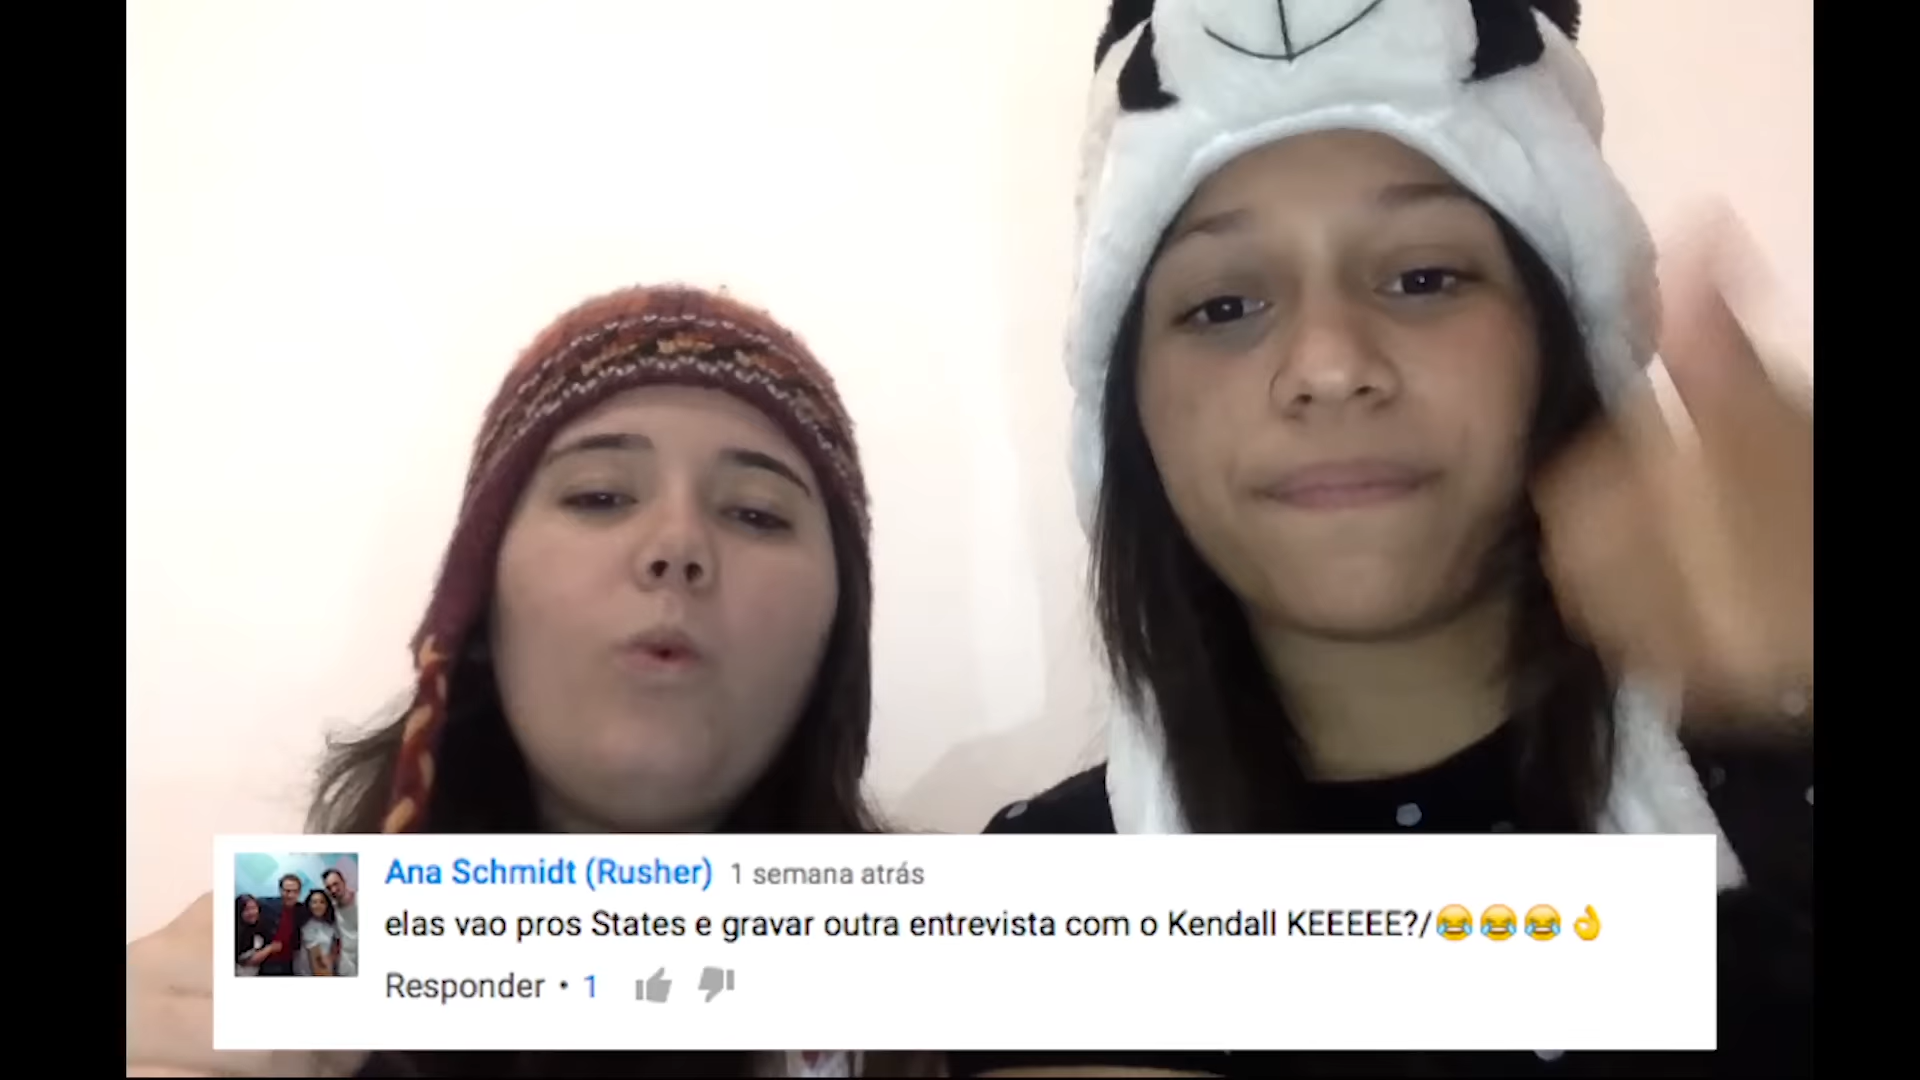 Ana Schmidt (Rusher) 1 semana atrás
elas vao pros States e gravar outra entrevista com o Kendall KEEEEE?/😂😂😂👌
Responder • 1